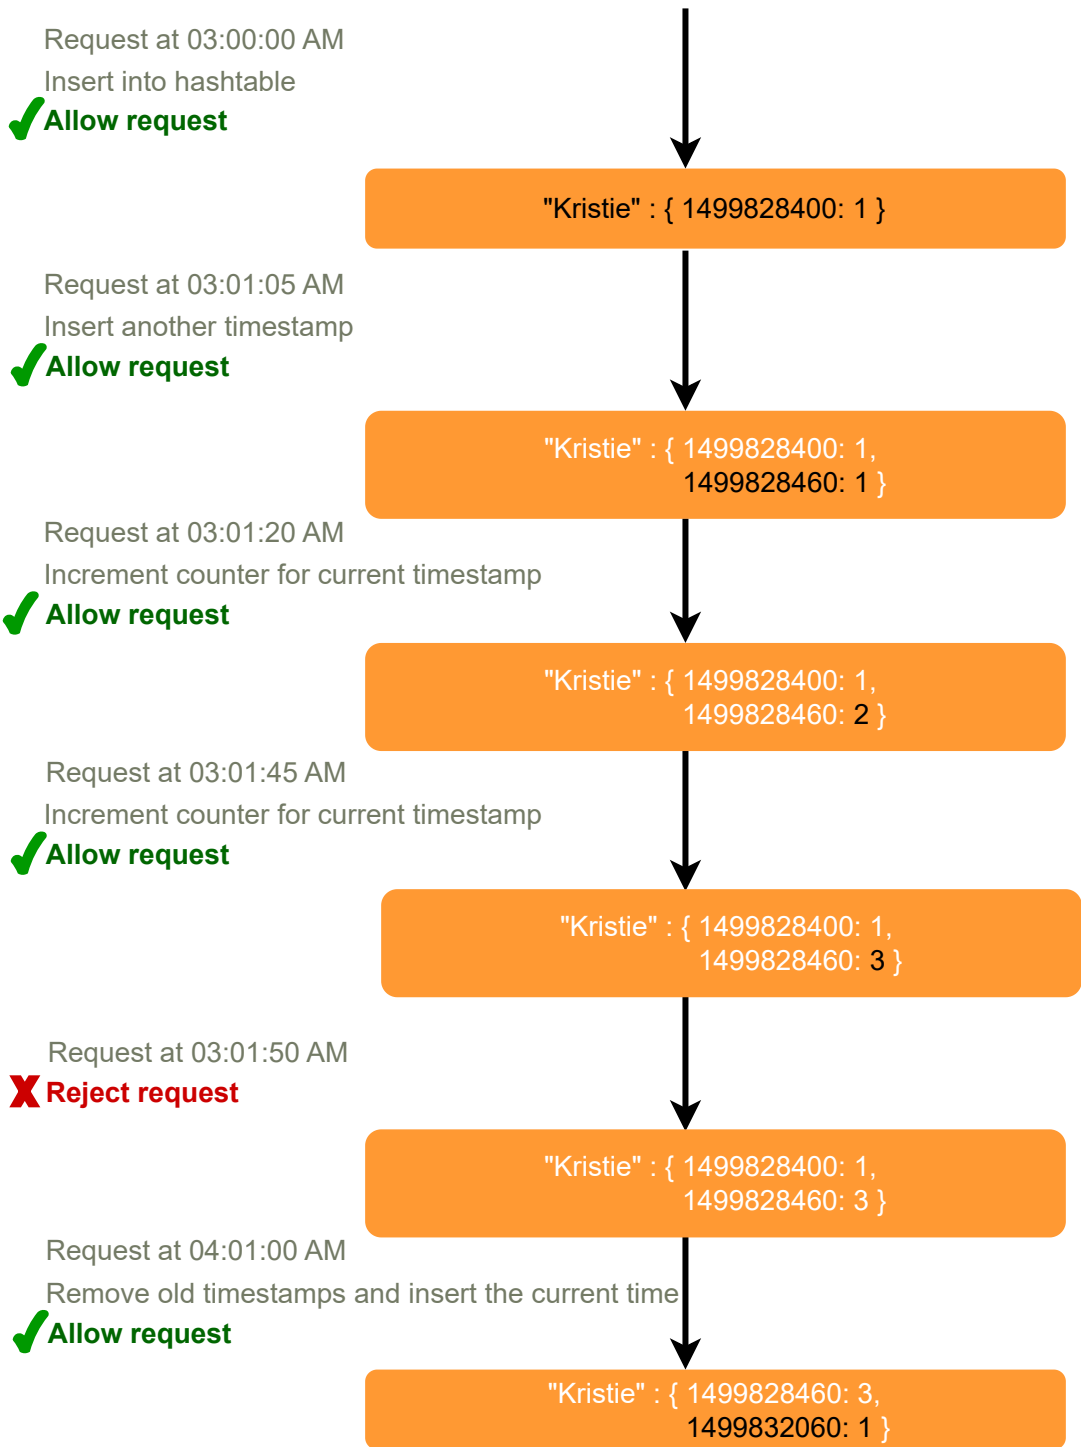 Request at 03:00:00 AM
Insert into hashtable
Allow request
"Kristie" : { 1499828400: 1 }
Request at 03:01:05 AM
Insert another timestamp
Allow request
"Kristie" : { 1499828400: 1,
1499828460: 1 }
Request at 03:01:20 AM
Increment counter for current timestamp
Allow request
"Kristie" : { 1499828400: 1,
1499828460: 2 }
Request at 03:01:45 AM
Increment counter for current timestamp
Allow request
"Kristie" : { 1499828400: 1,
1499828460: 3 }
Request at 03:01:50 AM
Reject request
"Kristie" : { 1499828400: 1,
1499828460: 3 }
Request at 04:01:00 AM
Remove old timestamps and insert the current time
Allow request
"Kristie" : { 1499828460: 3,
1499832060: 1 }